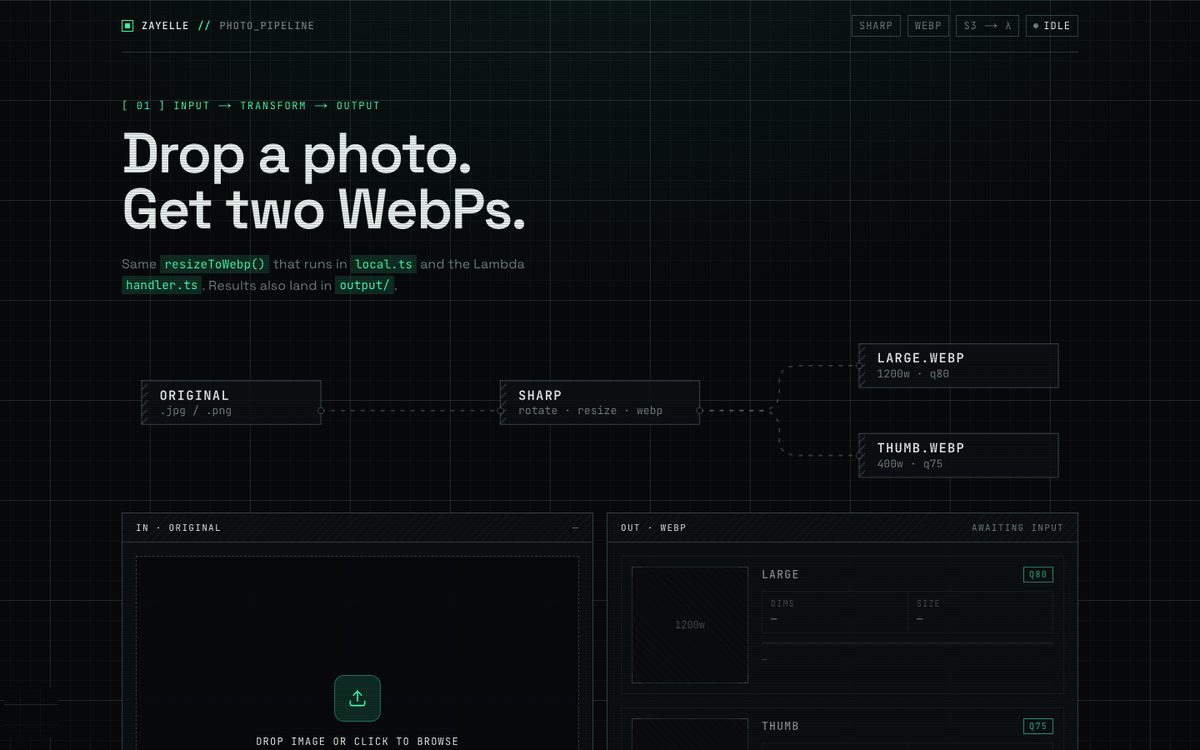 ZAYELLE // PHOTO_PIPELINE
SHARP
WEBP
S3 → λ
IDLE
[ 01 ] INPUT → TRANSFORM → OUTPUT
Drop a photo.
Get two WebPs.
Same resizeToWebp() that runs in local.ts and the Lambda
handler.ts. Results also land in output/.
ORIGINAL
.jpg / .png
SHARP
rotate · resize · webp
LARGE.WEBP
1200w · q80
THUMB.WEBP
400w · q75
IN · ORIGINAL —
DROP IMAGE OR CLICK TO BROWSE
OUT · WEBP AWAITING INPUT
1200w
LARGE Q80
DIMS SIZE
— —
—
THUMB Q75